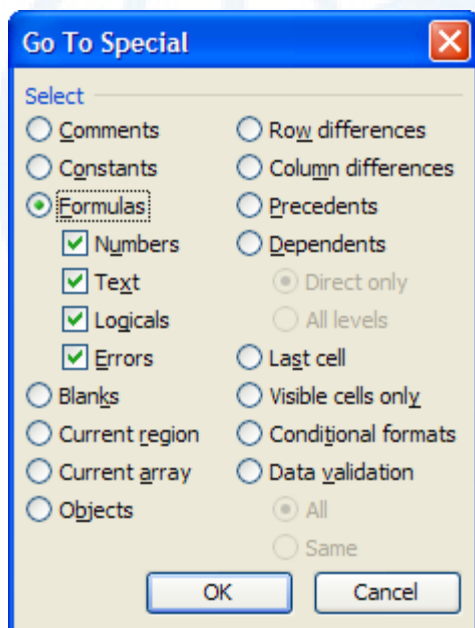 Go To Special
Select
Comments
Constants
Formulas
Numbers
Text
Logicals
Errors
Blanks
Current region
Current array
Objects
Row differences
Column differences
Precedents
Dependents
Direct only
All levels
Last cell
Visible cells only
Conditional formats
Data validation
All
Same
OK
Cancel